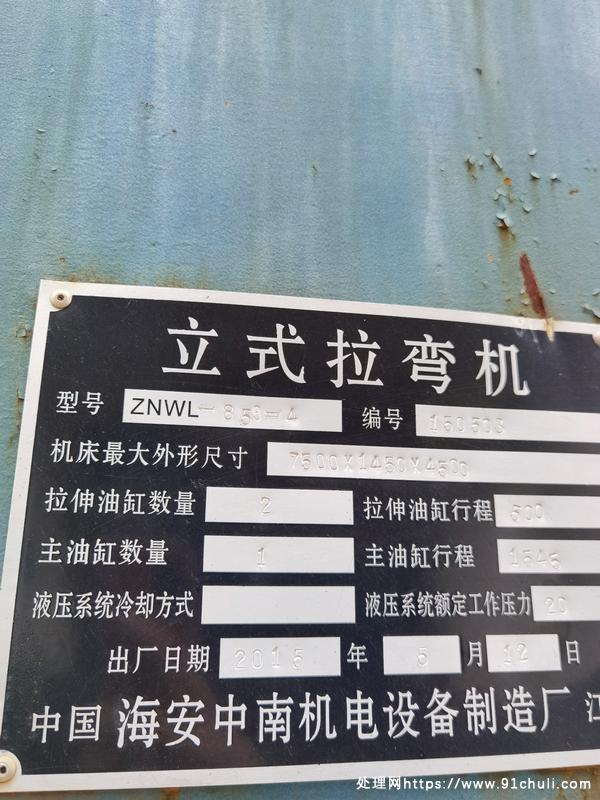 立式拉弯机
型号 ZNWL-853-4 编号 150503
机床最大外形尺寸 7500X1450X4500
拉伸油缸数量 2 拉伸油缸行程 500
主油缸数量 1 主油缸行程 1545
液压系统冷却方式 液压系统额定工作压力 20
出厂日期 2015 年 5 月 12 日
中国 海安中南机电设备制造厂 江
处理网https://www.91chuli.com